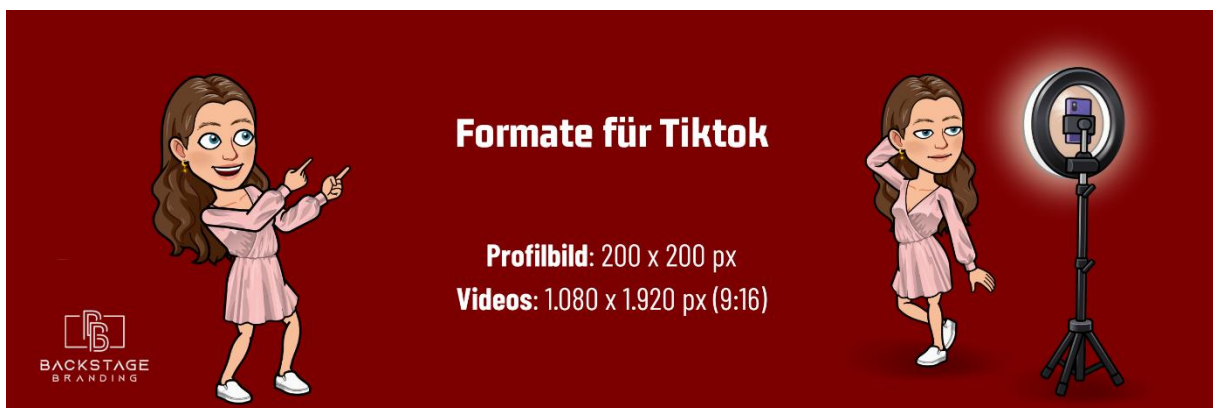 Formate für Tiktok
Profilbild: 200 x 200 px
Videos: 1.080 x 1.920 px (9:16)
BACKSTAGE
BRANDING